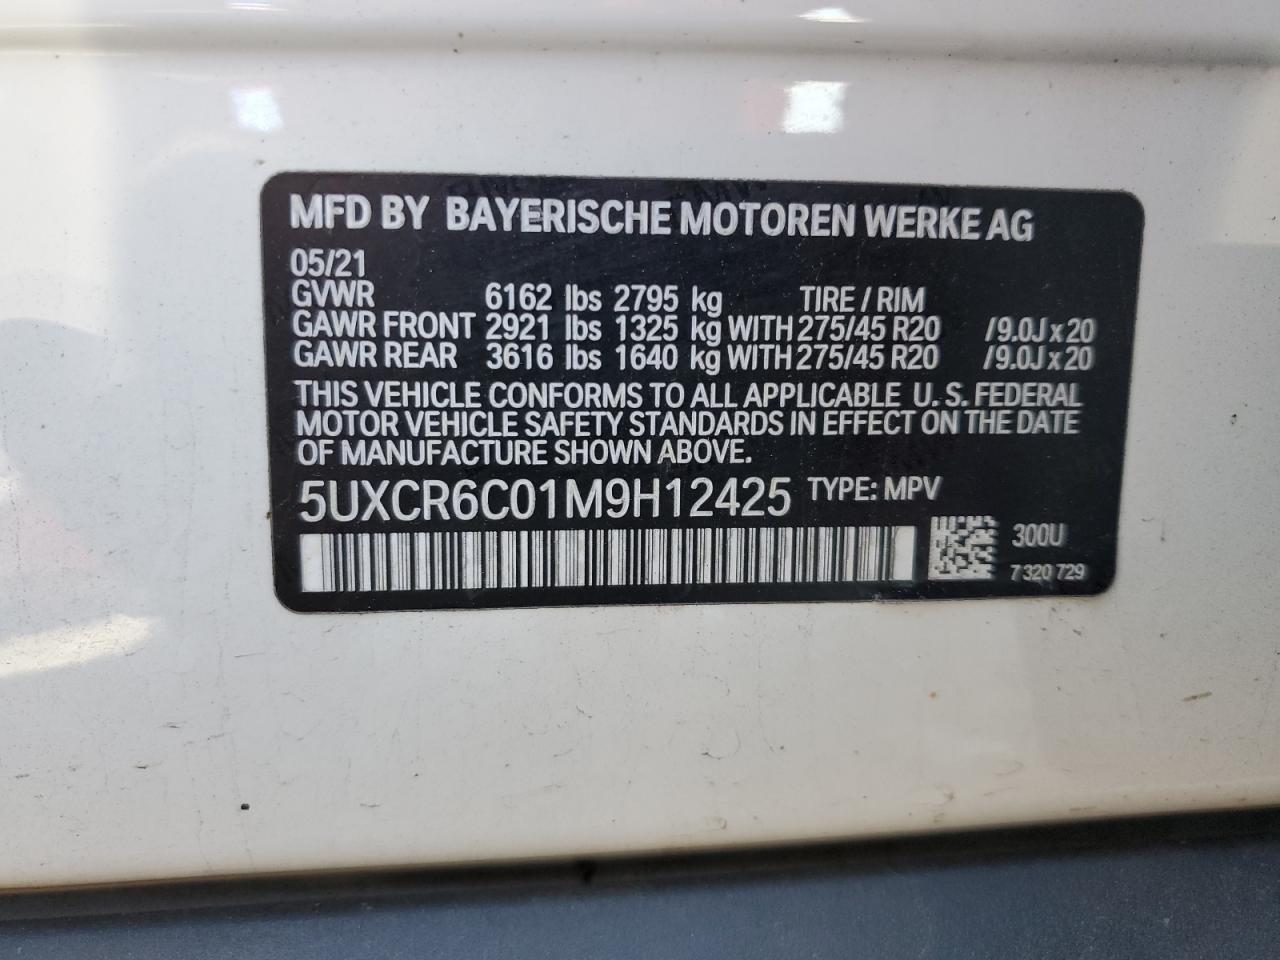 MFD BY BAYERISCHE MOTOREN WERKE AG
05/21
GVWR 6162 lbs 2795 kg TIRE / RIM
GAWR FRONT 2921 lbs 1325 kg WITH 275/45 R20 /9.0J x 20
GAWR REAR 3616 lbs 1640 kg WITH 275/45 R20 /9.0J x 20
THIS VEHICLE CONFORMS TO ALL APPLICABLE U.S. FEDERAL
MOTOR VEHICLE SAFETY STANDARDS IN EFFECT ON THE DATE
OF MANUFACTURE SHOWN ABOVE.
5UXCR6C01M9H12425 TYPE: MPV
300U
7 320 729